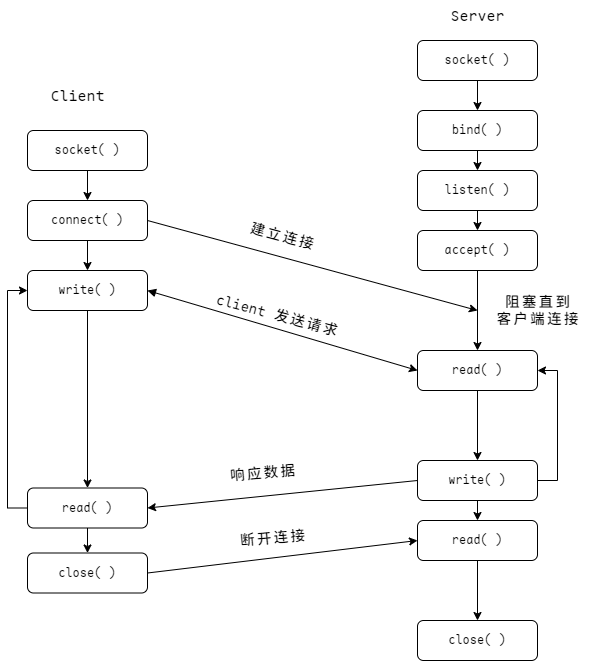 Server
socket( )
Client
bind( )
socket( )
listen( )
connect( )
建立连接
accept( )
write( )
client 发送请求
阻塞直到
客户端连接
read( )
响应数据
write( )
read( )
断开连接
read( )
close( )
close( )